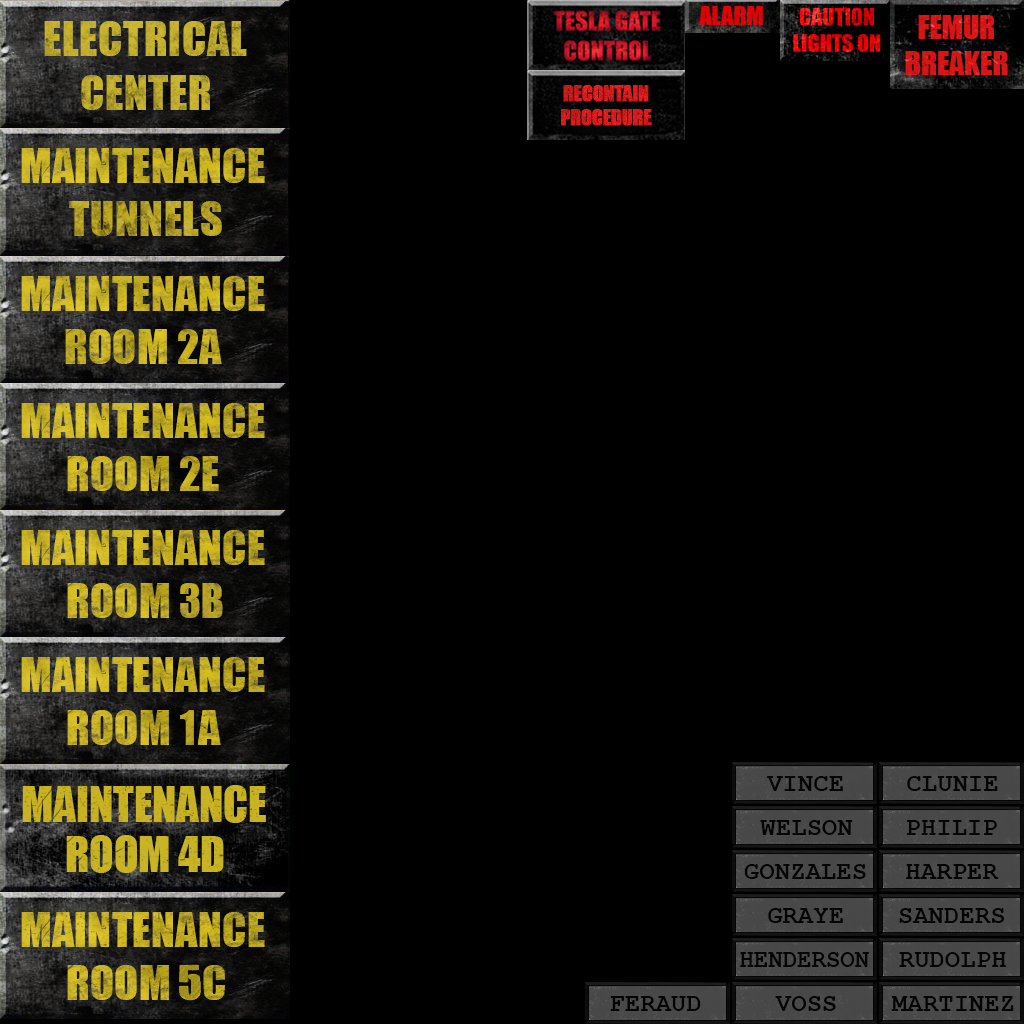 ELECTRICAL
CENTER
MAINTENANCE
TUNNELS
MAINTENANCE
ROOM 2A
MAINTENANCE
ROOM 2E
MAINTENANCE
ROOM 3B
MAINTENANCE
ROOM 1A
MAINTENANCE
ROOM 4D
MAINTENANCE
ROOM 5C
TESLA GATE
CONTROL
RECONTAIN
PROCEDURE
ALARM
CAUTION
LIGHTS ON
FEMUR
BREAKER
VINCE
CLUNIE
WELSON
PHILIP
GONZALES
HARPER
GRAYE
SANDERS
HENDERSON
RUDOLPH
FERAUD
VOSS
MARTINEZ